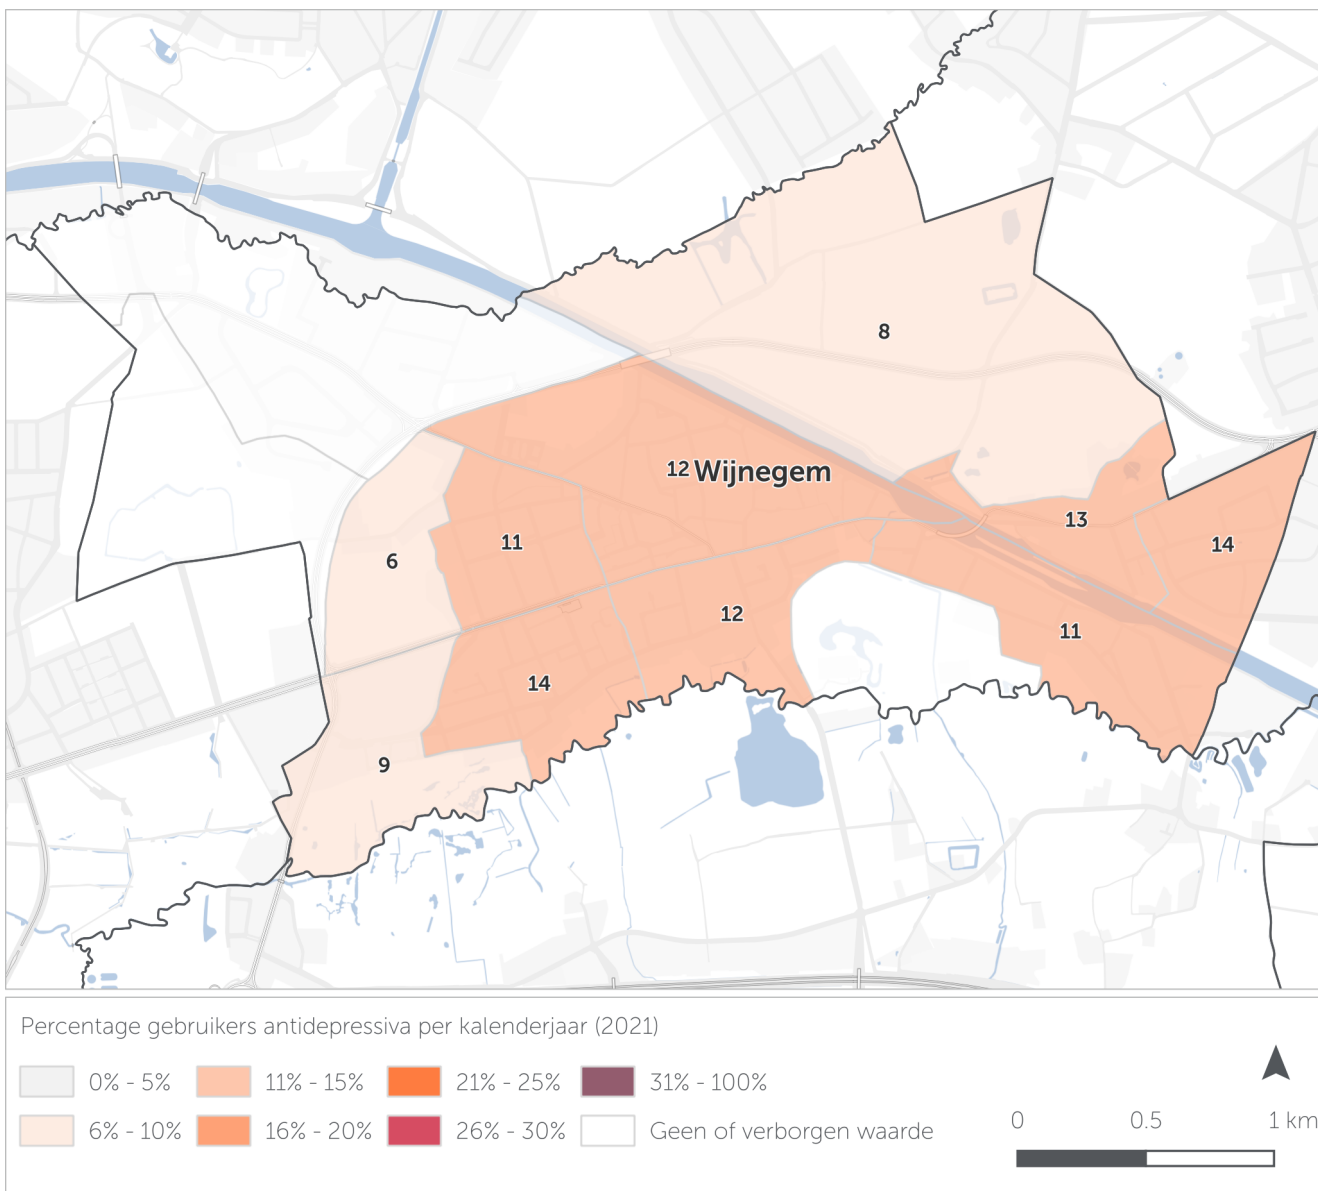 8
12 Wijnegem
13
11
14
6
12
11
14
9
Percentage gebruikers antidepressiva per kalenderjaar (2021)
0% - 5%
11% - 15%
21% - 25%
31% - 100%
6% - 10%
16% - 20%
26% - 30%
Geen of verborgen waarde
0 0.5 1 km